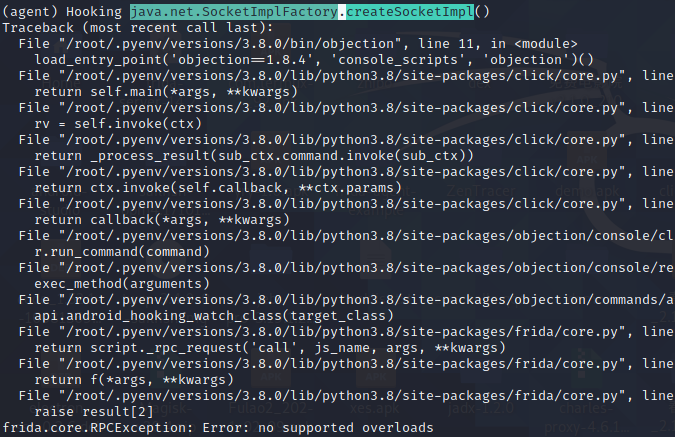 (agent) Hooking java.net.SocketImplFactory.createSocketImpl()
Traceback (most recent call last):
  File "/root/.pyenv/versions/3.8.0/bin/objection", line 11, in <module>
    load_entry_point('objection==1.8.4', 'console_scripts', 'objection')()
  File "/root/.pyenv/versions/3.8.0/lib/python3.8/site-packages/click/core.py", line
    return self.main(*args, **kwargs)
  File "/root/.pyenv/versions/3.8.0/lib/python3.8/site-packages/click/core.py", line
    rv = self.invoke(ctx)
  File "/root/.pyenv/versions/3.8.0/lib/python3.8/site-packages/click/core.py", line
    return _process_result(sub_ctx.command.invoke(sub_ctx))
  File "/root/.pyenv/versions/3.8.0/lib/python3.8/site-packages/click/core.py", line
    return ctx.invoke(self.callback, **ctx.params)
  File "/root/.pyenv/versions/3.8.0/lib/python3.8/site-packages/click/core.py", line
    return callback(*args, **kwargs)
  File "/root/.pyenv/versions/3.8.0/lib/python3.8/site-packages/objection/console/cl
    r.run_command(command)
  File "/root/.pyenv/versions/3.8.0/lib/python3.8/site-packages/objection/console/re
    exec_method(arguments)
  File "/root/.pyenv/versions/3.8.0/lib/python3.8/site-packages/objection/commands/a
    api.android_hooking_watch_class(target_class)
  File "/root/.pyenv/versions/3.8.0/lib/python3.8/site-packages/frida/core.py", line
    return script._rpc_request('call', js_name, args, **kwargs)
  File "/root/.pyenv/versions/3.8.0/lib/python3.8/site-packages/frida/core.py", line
    return f(*args, **kwargs)
  File "/root/.pyenv/versions/3.8.0/lib/python3.8/site-packages/frida/core.py", line
    raise result[2]
frida.core.RPCException: Error: no supported overloads